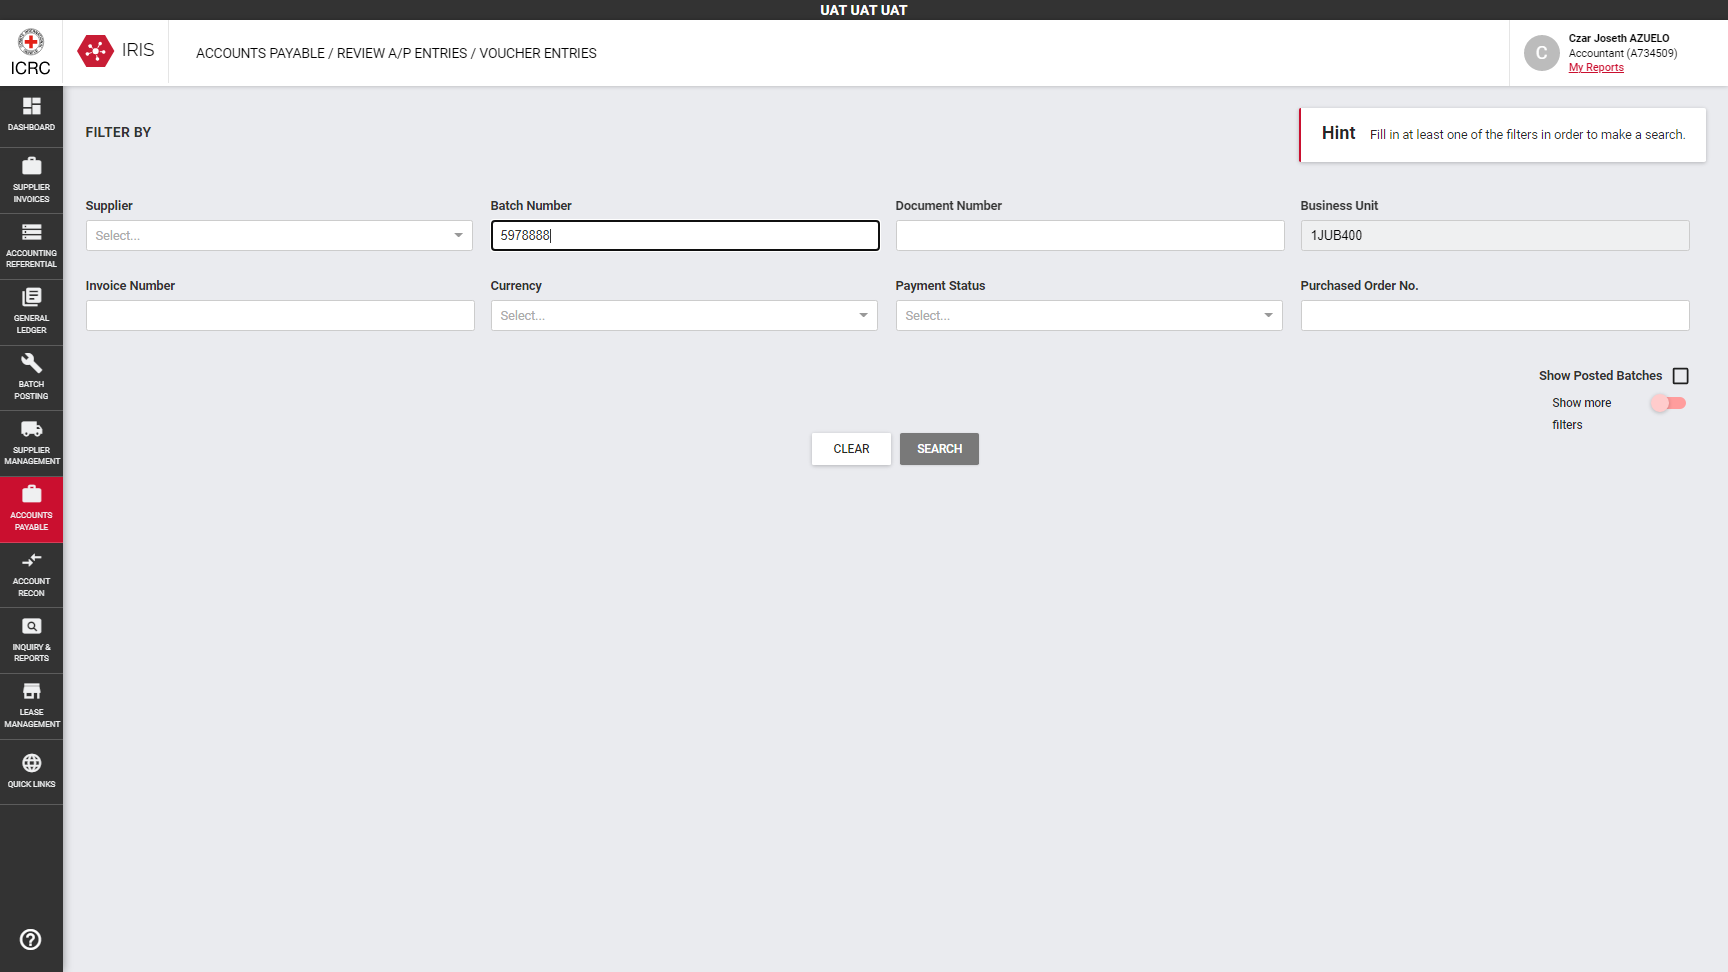 UAT UAT UAT
ICRC
IRIS
ACCOUNTS PAYABLE / REVIEW A/P ENTRIES / VOUCHER ENTRIES
C
Czar Joseth AZUELO
Accountant (A734509)
My Reports
DASHBOARD
SUPPLIER
INVOICES
ACCOUNTING
REFERENTIAL
GENERAL
LEDGER
BATCH
POSTING
SUPPLIER
MANAGEMENT
ACCOUNTS
PAYABLE
ACCOUNT
RECON
INQUIRY &
REPORTS
LEASE
MANAGEMENT
QUICK LINKS
FILTER BY
Hint Fill in at least one of the filters in order to make a search.
Supplier
Select...
Batch Number
5978888
Document Number
Business Unit
1JUB400
Invoice Number
Currency
Select...
Payment Status
Select...
Purchased Order No.
Show Posted Batches
Show more
filters
CLEAR
SEARCH